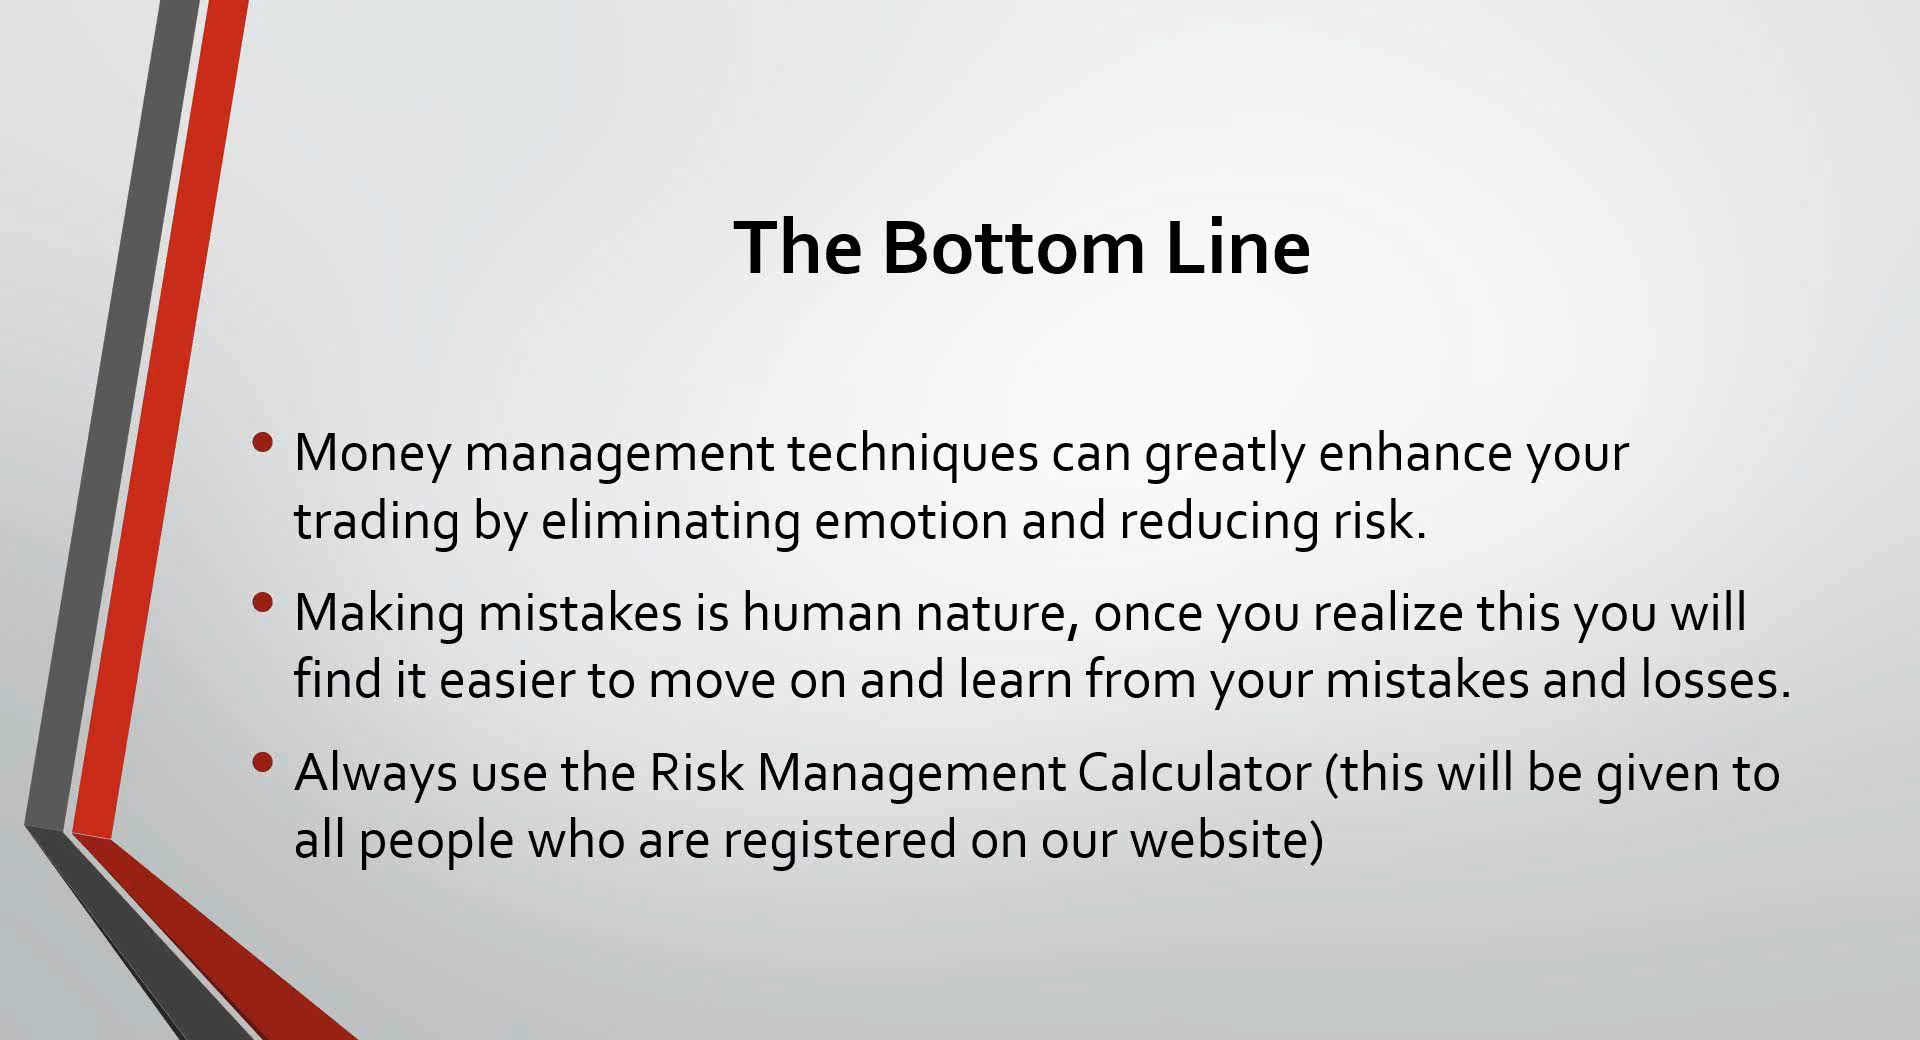 The Bottom Line
• Money management techniques can greatly enhance your
trading by eliminating emotion and reducing risk.
• Making mistakes is human nature, once you realize this you will
find it easier to move on and learn from your mistakes and losses.
• Always use the Risk Management Calculator (this will be given to
all people who are registered on our website)